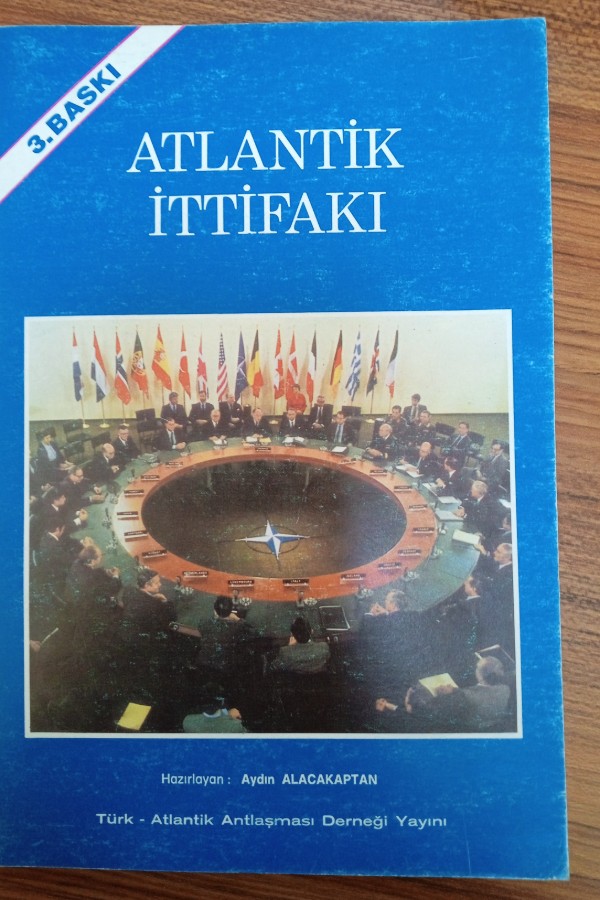 3. BASKI
ATLANTİK
İTTİFAKI
Hazırlayan : Aydın ALACAKAPTAN
Türk - Atlantik Antlaşması Derneği Yayını